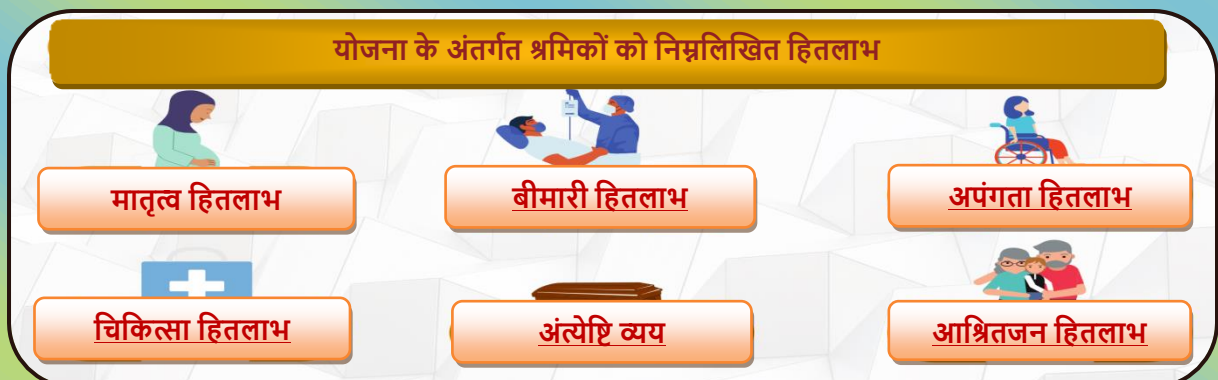 योजना के अंतर्गत श्रमिकों को निम्नलिखित हितलाभ
मातृत्व हितलाभ
बीमारी हितलाभ
अपंगता हितलाभ
चिकित्सा हितलाभ
अंत्येष्टि व्यय
आश्रितजन हितलाभ